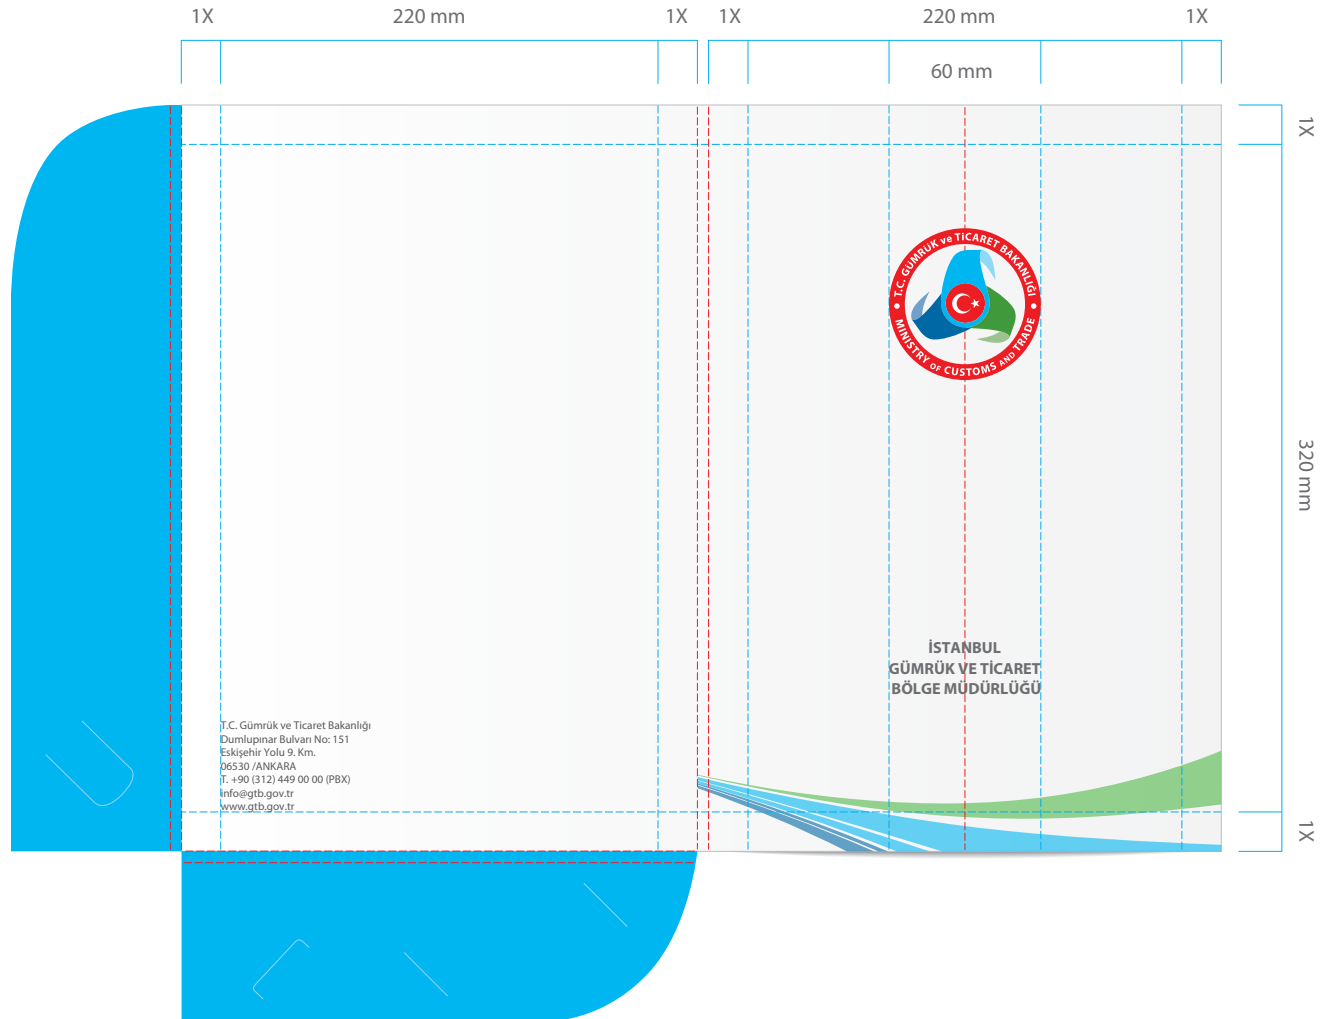 1X
220 mm
1X
1X
220 mm
1X
60 mm
1X
T.C. GÜMRÜK ve TİCARET BAKANLIĞI
MINISTRY OF CUSTOMS AND TRADE
320 mm
İSTANBUL
GÜMRÜK VE TİCARET
BÖLGE MÜDÜRLÜĞÜ
T.C. Gümrük ve Ticaret Bakanlığı
Dumlupınar Bulvarı No: 151
Eskişehir Yolu 9. Km.
06530 /ANKARA
T. +90 (312) 449 00 00 (PBX)
info@gtb.gov.tr
www.gtb.gov.tr
1X